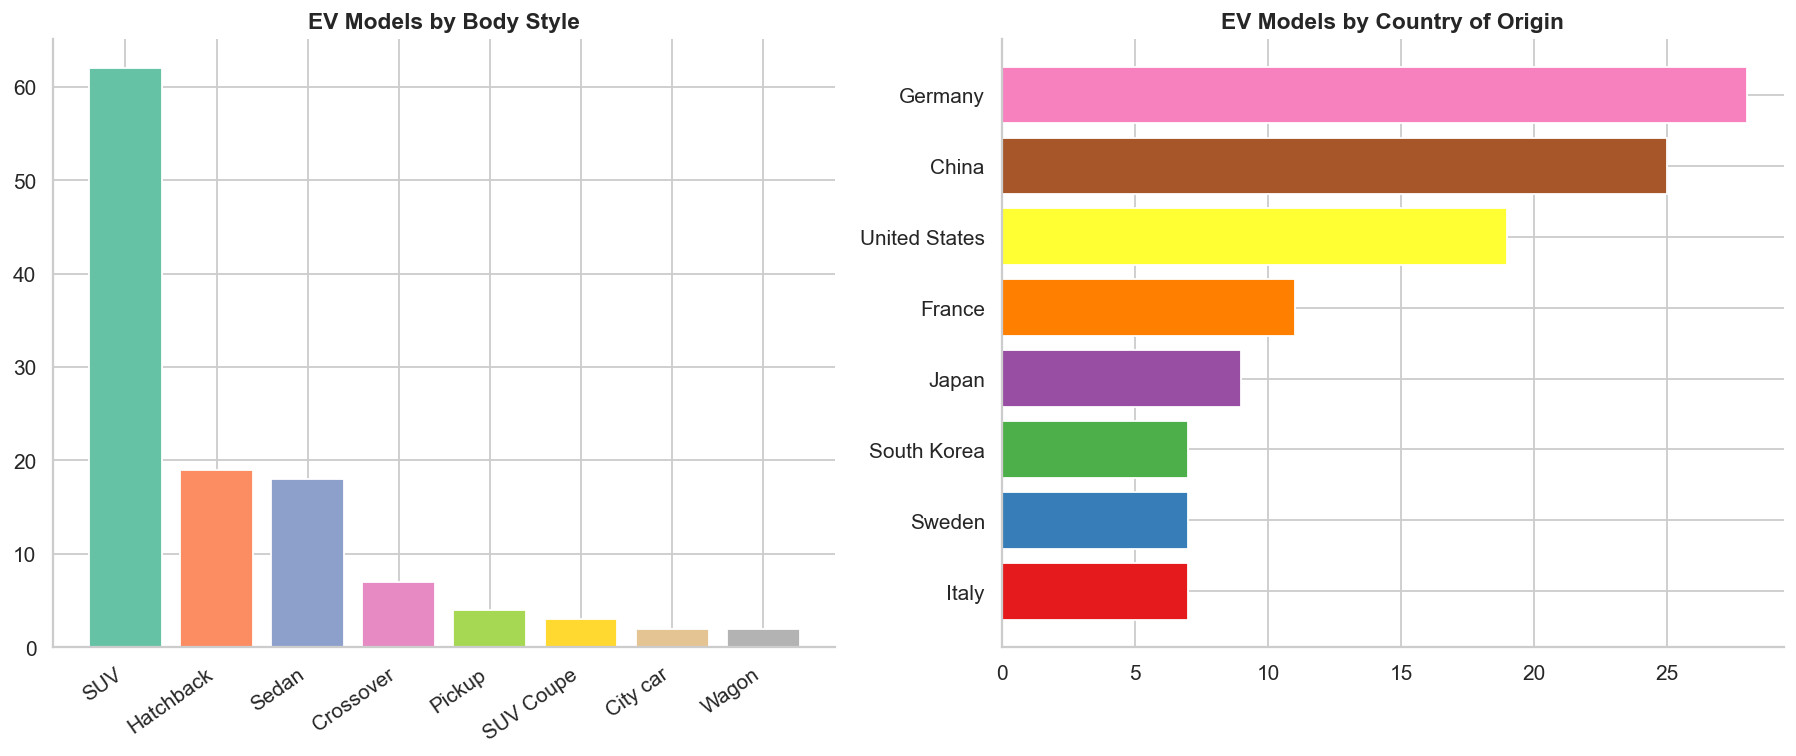 EV Models by Body Style
60
50
40
30
20
10
0
SUV
Hatchback
Sedan
Crossover
Pickup
SUV Coupe
City car
Wagon
EV Models by Country of Origin
Germany
China
United States
France
Japan
South Korea
Sweden
Italy
0 5 10 15 20 25